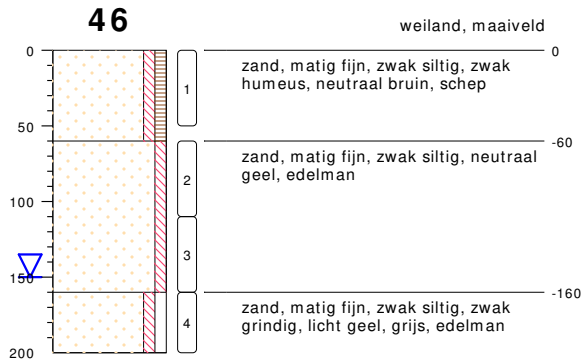 46
weiland, maaiveld
0
0
zand, matig fijn, zwak siltig, zwak
humeus, neutraal bruin, schep
1
50
-60
zand, matig fijn, zwak siltig, neutraal
geel, edelman
2
100
3
150
-160
zand, matig fijn, zwak siltig, zwak
grindig, licht geel, grijs, edelman
4
200